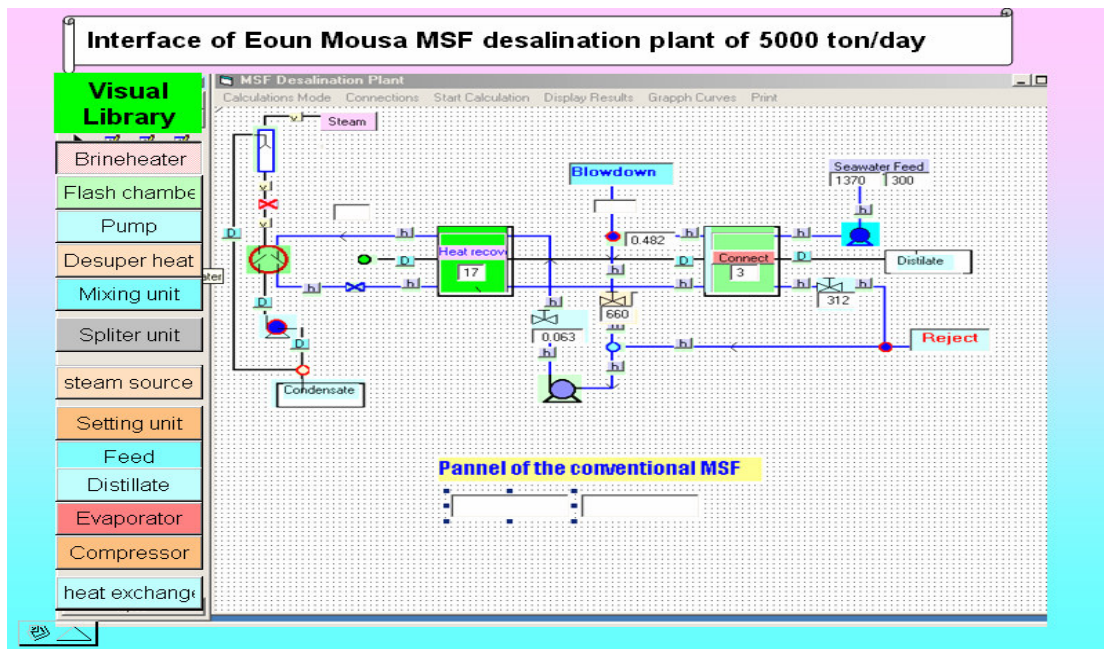 Interface of Eoun Mousa MSF desalination plant of 5000 ton/day
Visual
Library
Brineheater
Flash chambe
Pump
Desuper heat
Mixing unit
Spliter unit
steam source
Setting unit
Feed
Distillate
Evaporator
Compressor
heat exchange
MSF Desalination Plant
Calculations Mode Connections Start Calculation Display Results Grapph Curves Print
Steam
y
y
y
D
D
D
Condensate
ater
h
h
h
D
Heat recov
17
Blowdown
0.482
h
h
660
h
0.063
h
h
h
h
D
h
Connect
3
Seawater Feed
1370 300
h
h
D
Distilate
h
312
h
Reject
Pannel of the conventional MSF